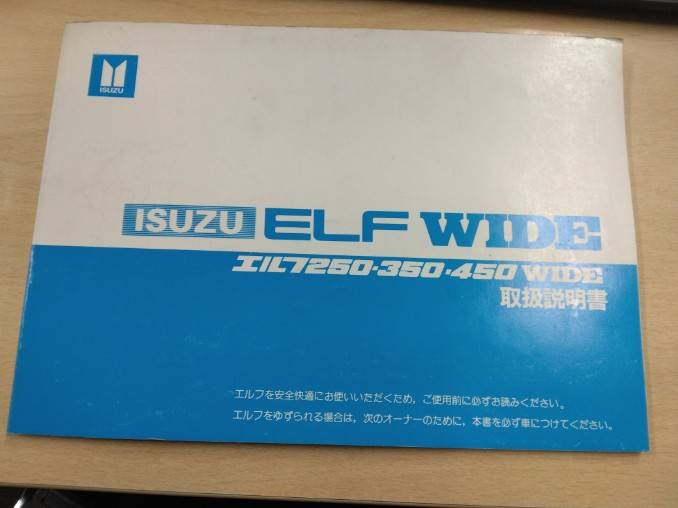 ISUZU
ISUZU ELF WIDE
エルフ250・350・450 WIDE
取扱説明書
エルフを安全快適にお使いいただくため，ご使用前に必ずお読みください。
エルフをゆずられる場合は，次のオーナーのために，本書を必ず車につけてください。